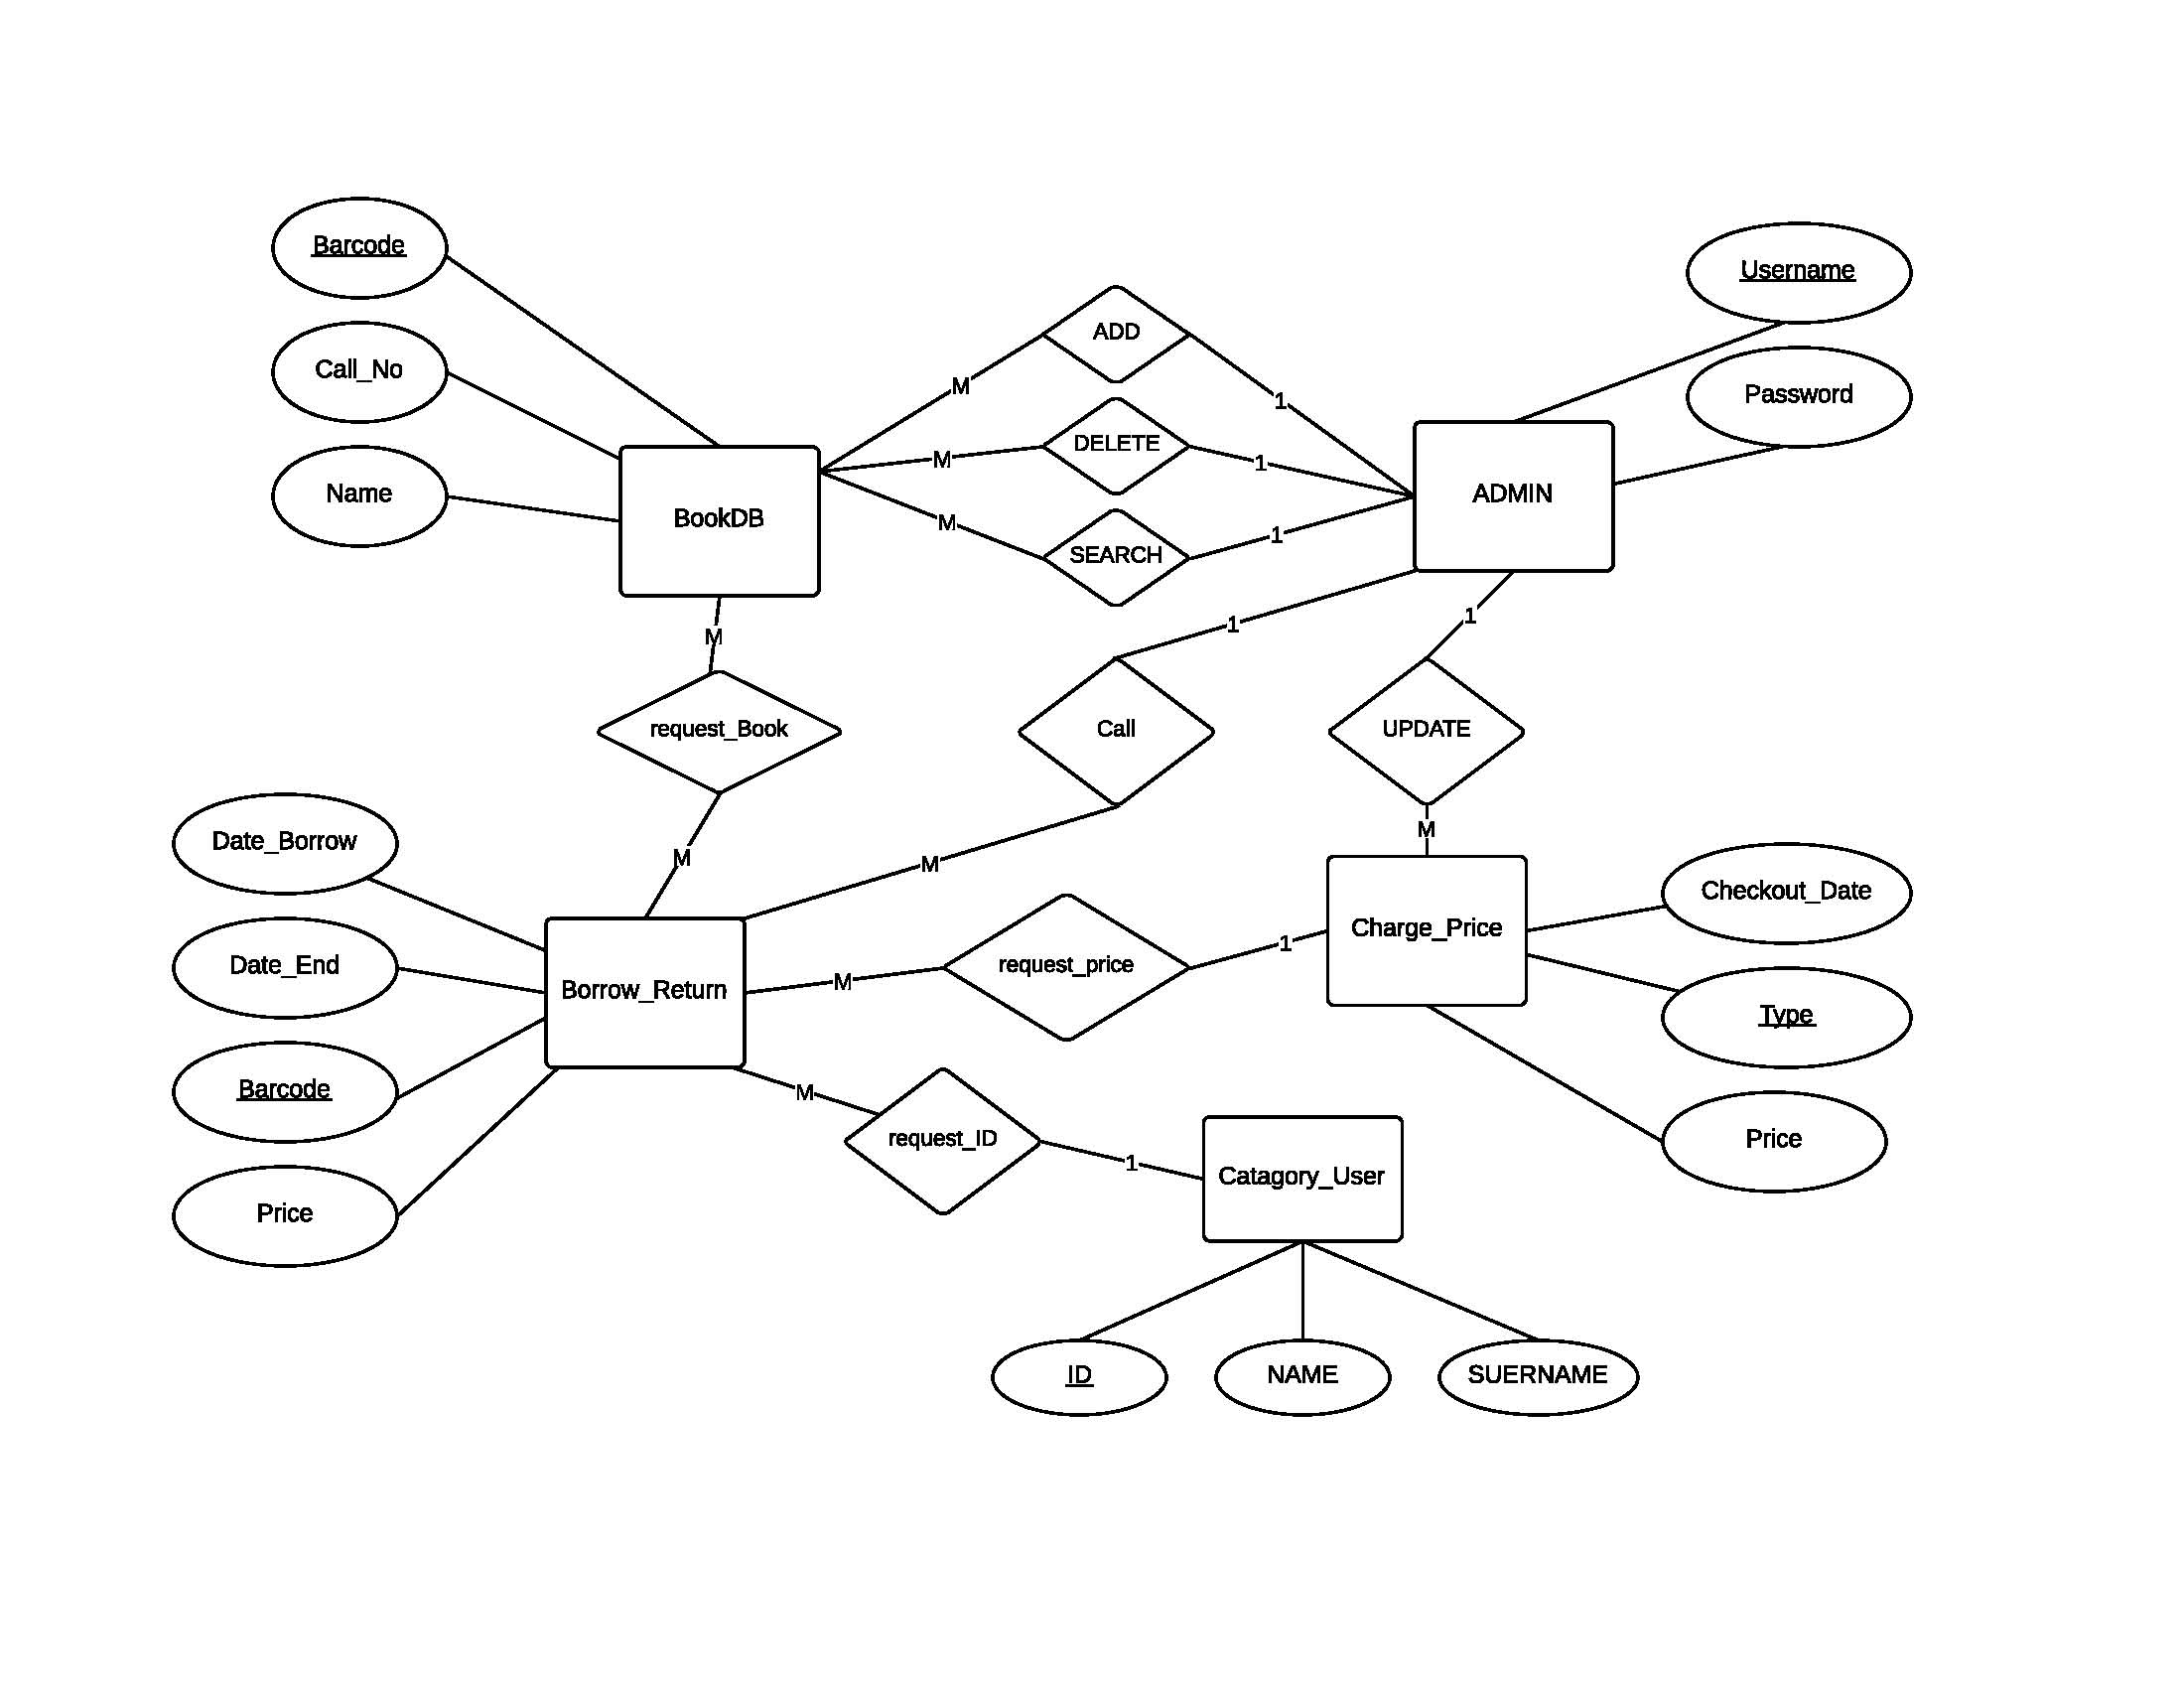 Barcode
Username
ADD
Call_No
M
1
Password
DELETE
M
1
Name
BookDB
ADMIN
M
SEARCH
1
M
1
1
request_Book
Call
UPDATE
Date_Borrow
M
M
M
Checkout_Date
Charge_Price
Date_End
Borrow_Return
M
request_price
1
Type
Barcode
M
request_ID
1
Price
Catagory_User
Price
ID
NAME
SUERNAME